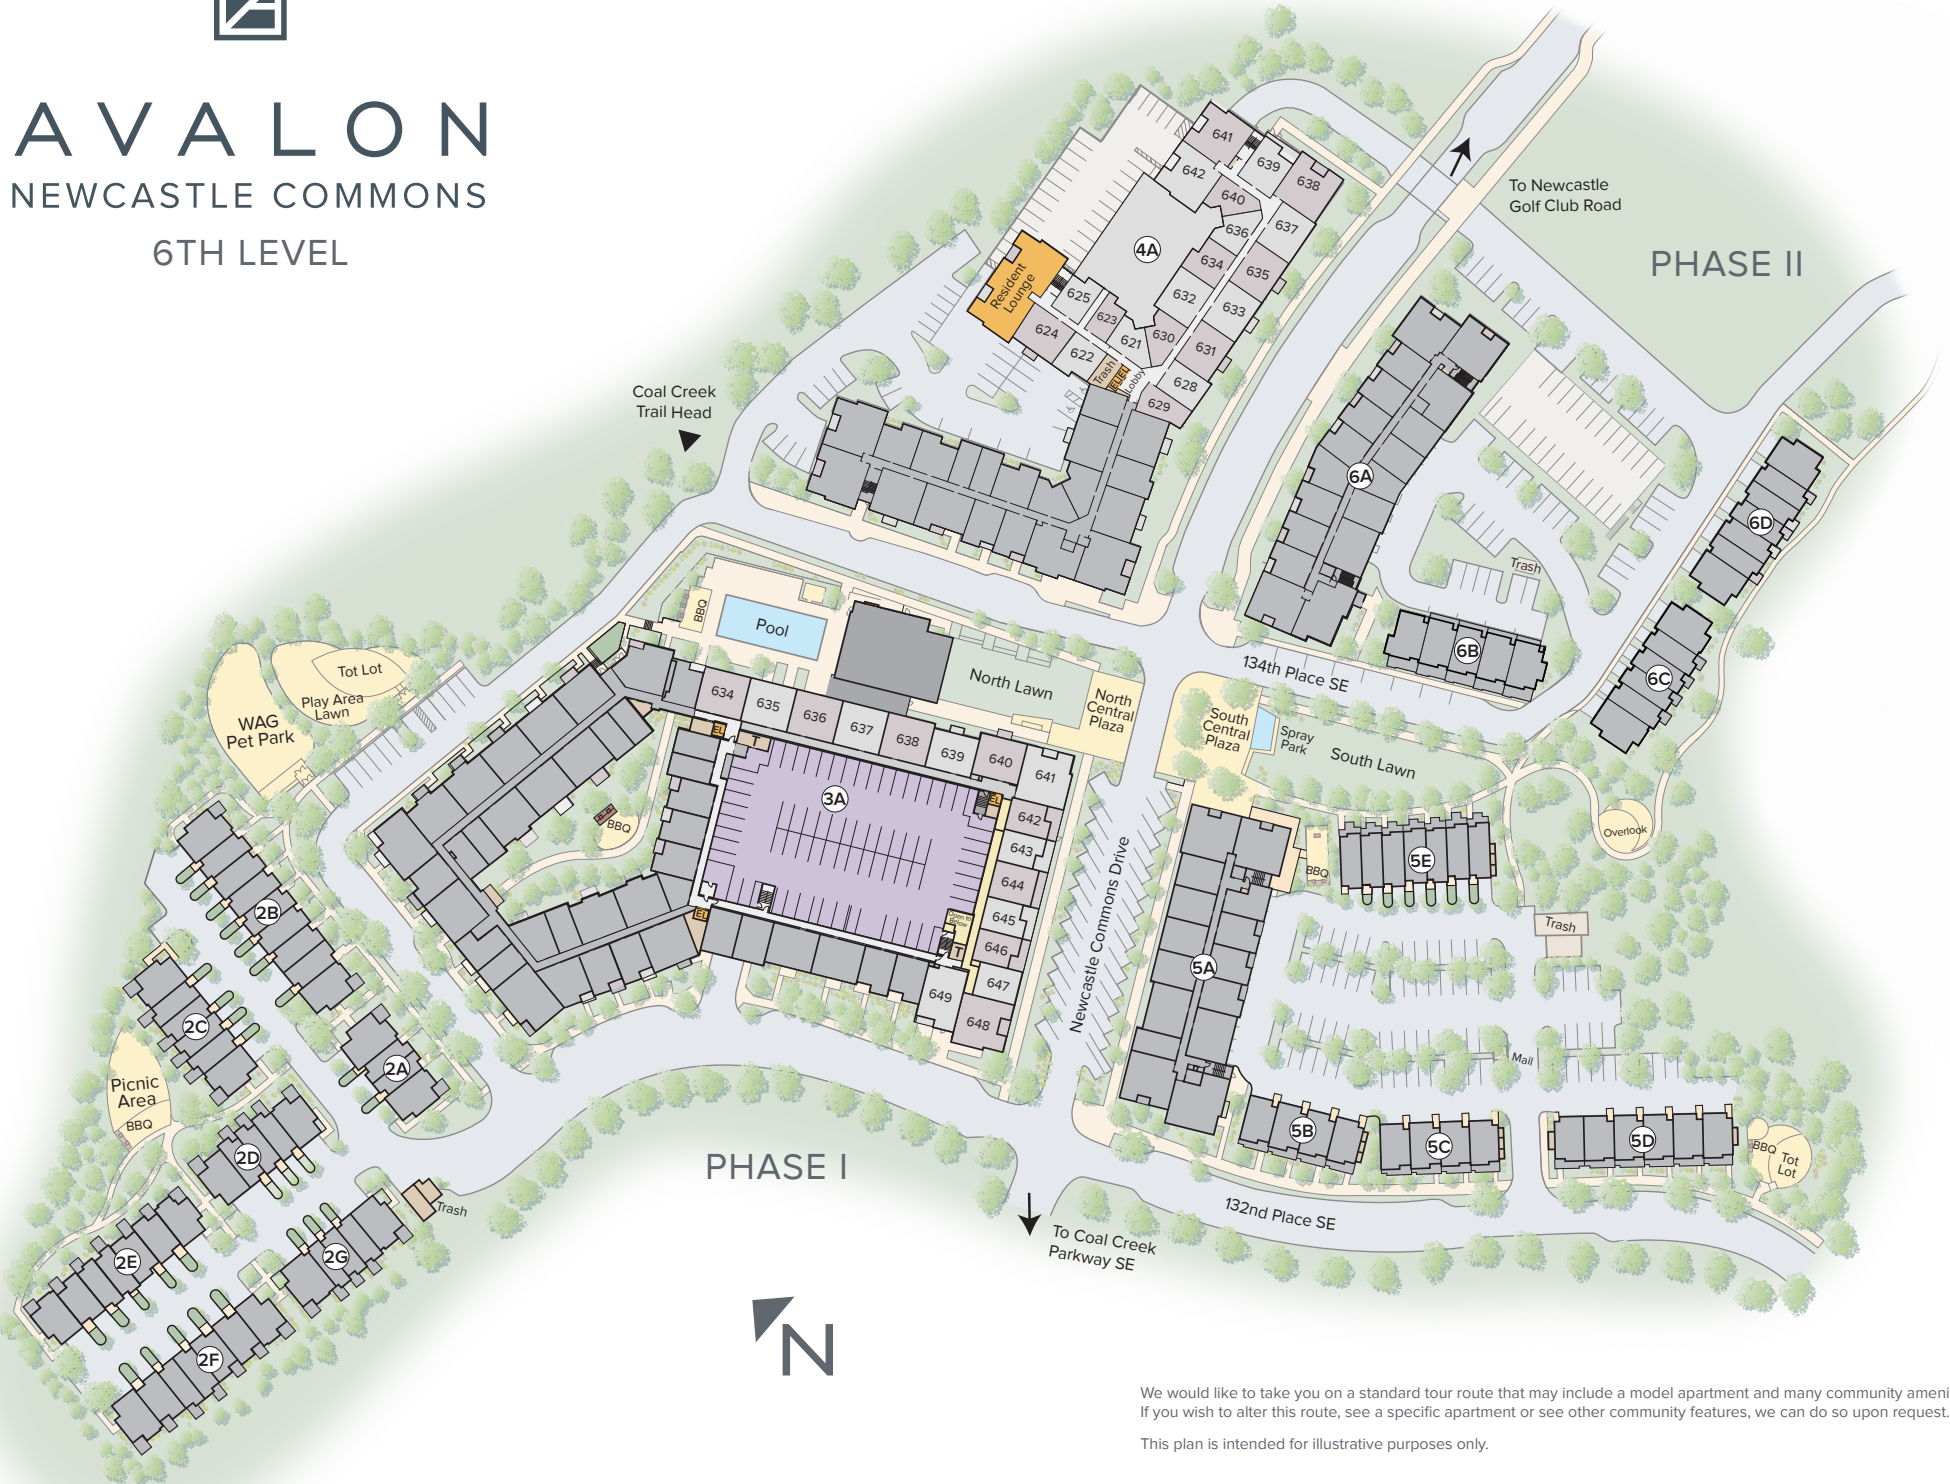 AVALON
NEWCASTLE COMMONS
6TH LEVEL
PHASE II
To Newcastle
Golf Club Road
641
639
638
642
640
636
637
4A
634
635
632
633
Resident
Lounge
625
623
624
621
630
631
622
Trash
EL
EL
Lobby
628
629
Coal Creek
Trail Head
6A
6D
Trash
6B
6C
134th Place SE
BBQ
Pool
North Lawn
North
Central
Plaza
South
Central
Plaza
Spray
Park
South Lawn
Overlook
Tot Lot
Play Area
Lawn
WAG
Pet Park
634
635
636
637
638
639
640
641
EL
T
3A
EL
642
643
644
645
646
647
648
649
Open to
Below
T
EL
BBQ
Newcastle Commons Drive
5A
BBQ
5E
Trash
Mail
5B
5C
5D
BBQ
Tot
Lot
2B
2C
2A
Picnic
Area
BBQ
2D
2E
2G
2F
Trash
PHASE I
132nd Place SE
To Coal Creek
Parkway SE
N
We would like to take you on a standard tour route that may include a model apartment and many community ameni
If you wish to alter this route, see a specific apartment or see other community features, we can do so upon request.
This plan is intended for illustrative purposes only.